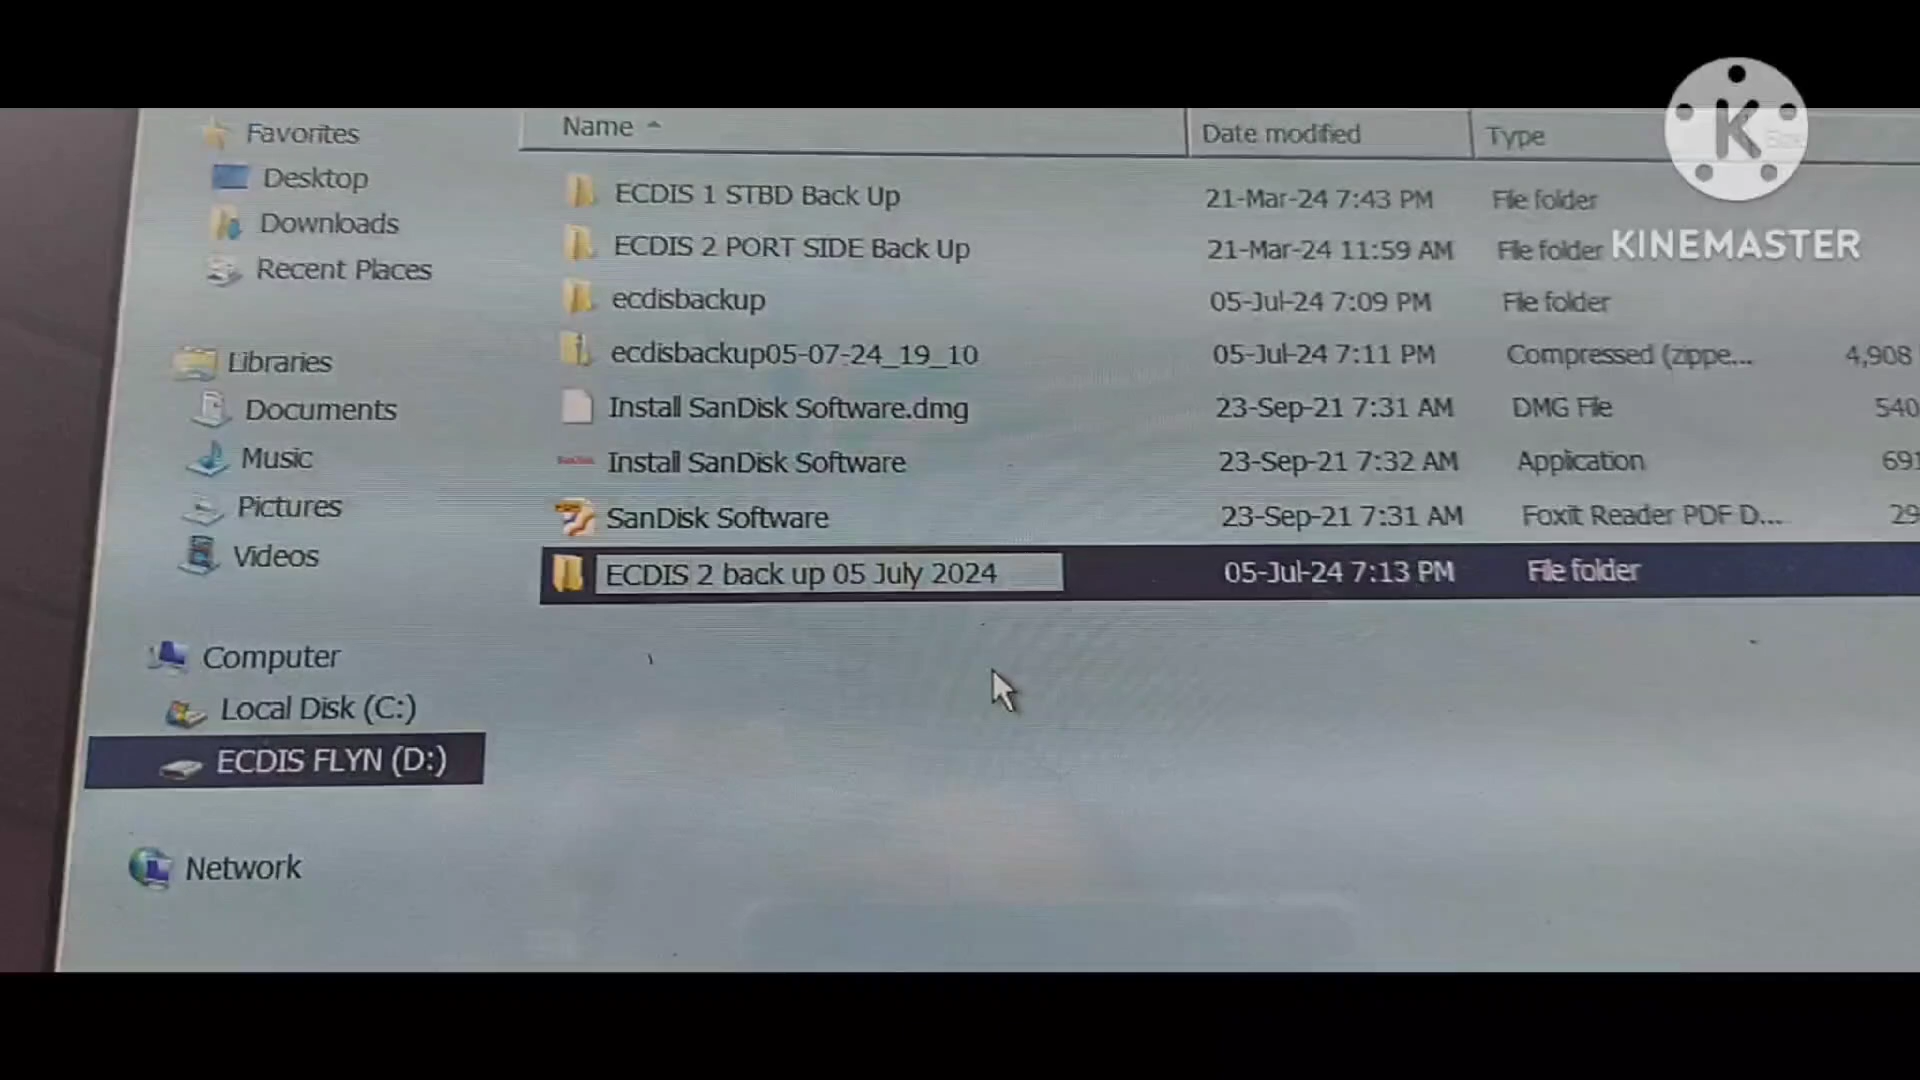 Favorites
Desktop
Downloads
Recent Places
Libraries
Documents
Music
Pictures
Videos
Computer
Local Disk (C:)
ECDIS FLYN (D:)
Network
Name Date modified Type
ECDIS 1 STBD Back Up 21-Mar-24 7:43 PM File folder
ECDIS 2 PORT SIDE Back Up 21-Mar-24 11:59 AM File folder
ecdisbackup 05-Jul-24 7:09 PM File folder
ecdisbackup05-07-24_19_10 05-Jul-24 7:11 PM Compressed (zippe... 4,908
Install SanDisk Software.dmg 23-Sep-21 7:31 AM DMG File 540
Install SanDisk Software 23-Sep-21 7:32 AM Application 691
SanDisk Software 23-Sep-21 7:31 AM Foxit Reader PDF D... 29
ECDIS 2 back up 05 July 2024 05-Jul-24 7:13 PM File folder
K
KINEMASTER